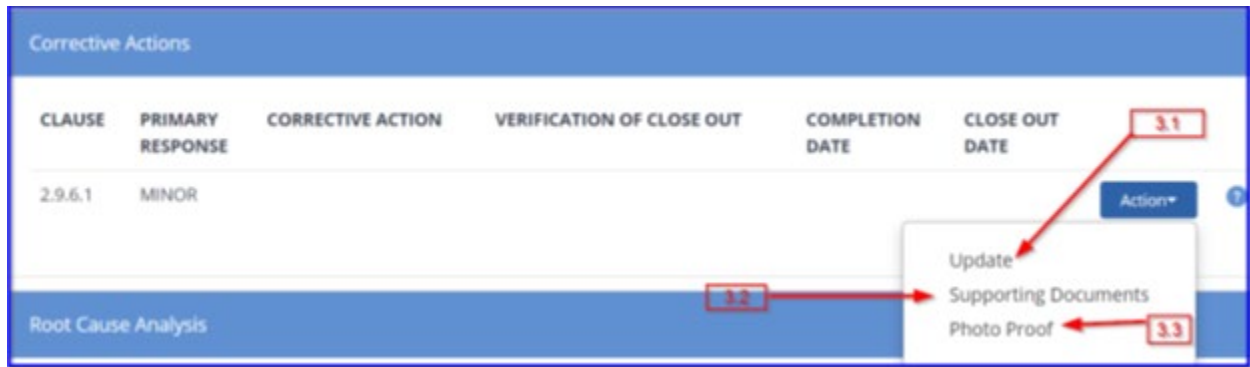 Corrective Actions
CLAUSE PRIMARY RESPONSE CORRECTIVE ACTION VERIFICATION OF CLOSE OUT COMPLETION DATE CLOSE OUT DATE
3.1
2.9.6.1 MINOR Action
?
Update
3.2 Supporting Documents
Photo Proof 3.3
Root Cause Analysis